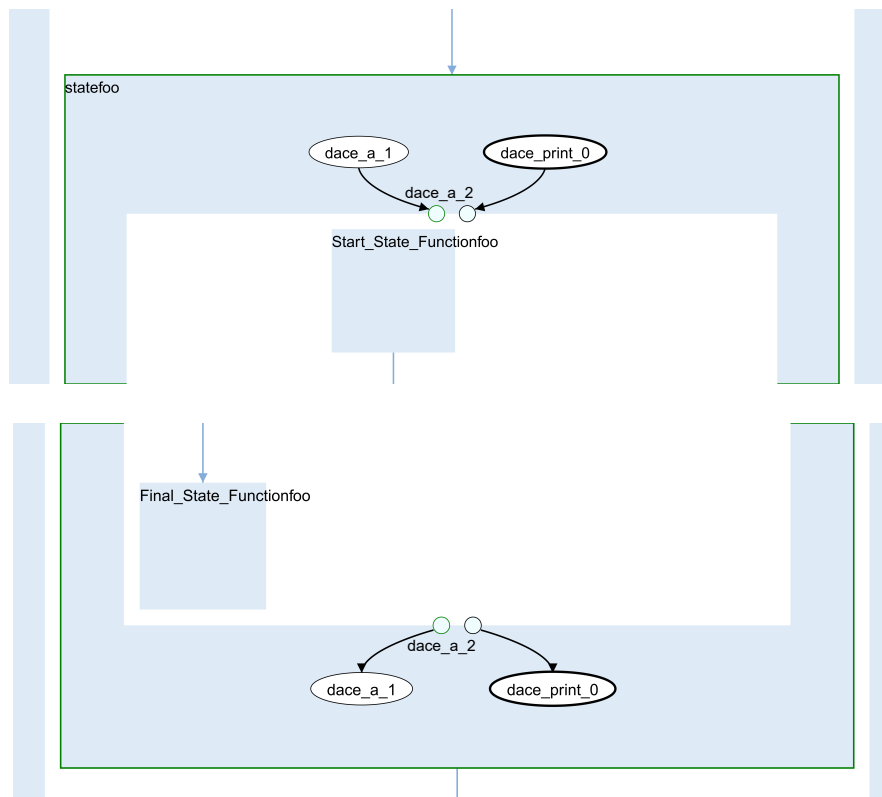 statefoo
dace_a_1
dace_print_0
dace_a_2
Start_State_Functionfoo
Final_State_Functionfoo
dace_a_2
dace_a_1
dace_print_0